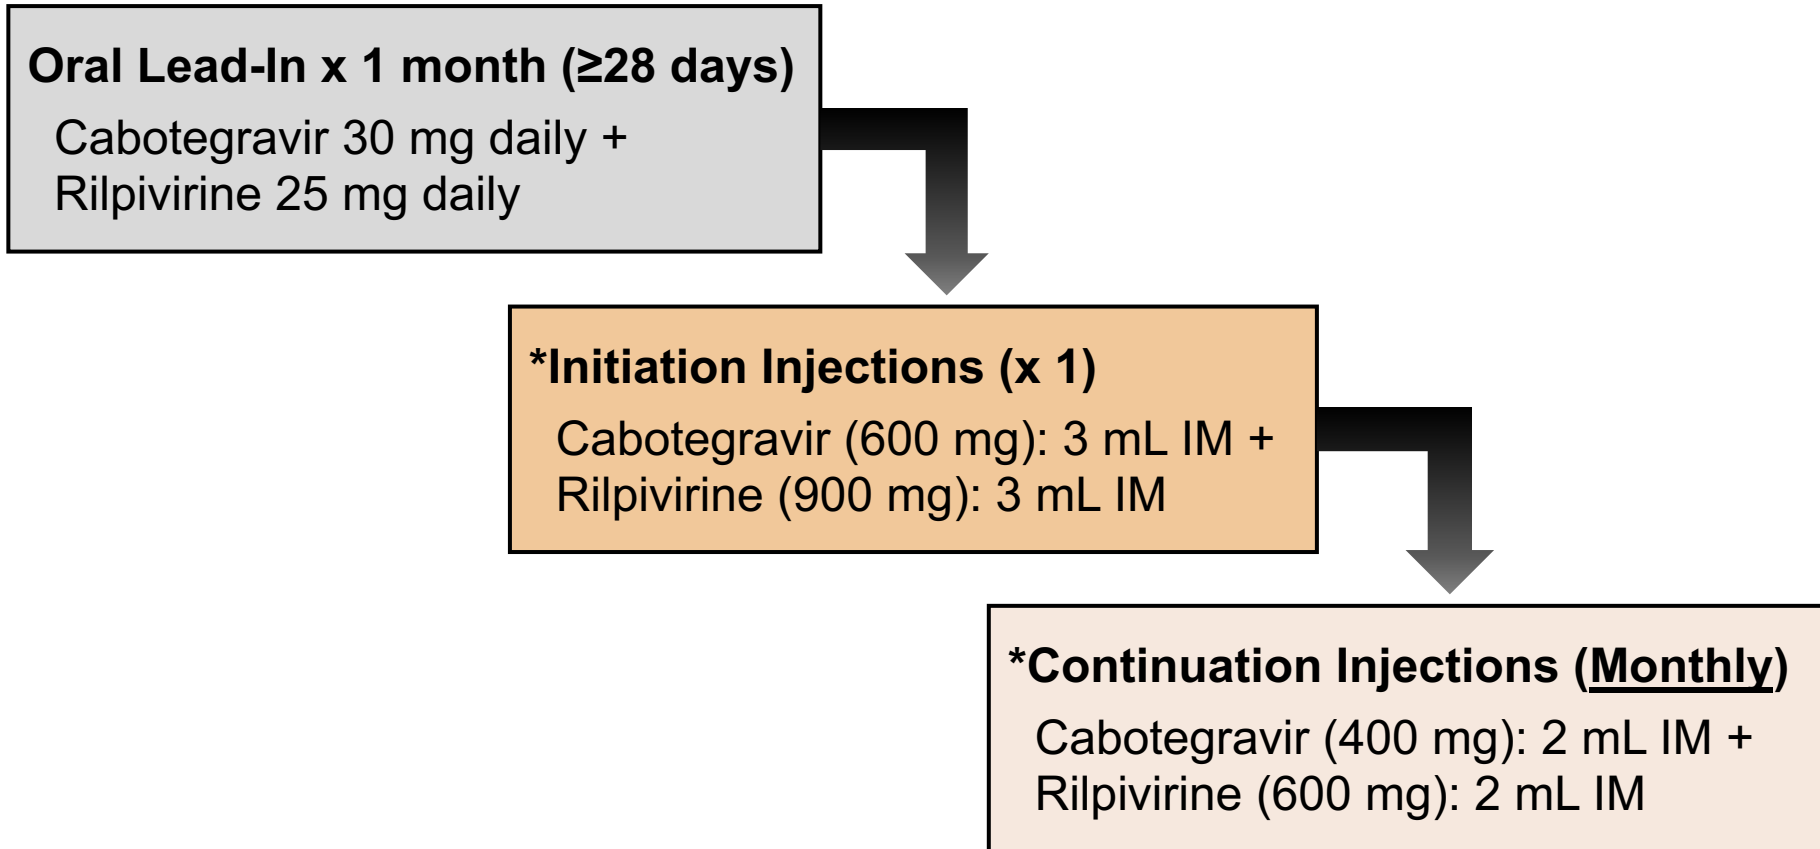 Oral Lead-In x 1 month (≥28 days)
Cabotegravir 30 mg daily +
Rilpivirine 25 mg daily
*Initiation Injections (x 1)
Cabotegravir (600 mg): 3 mL IM +
Rilpivirine (900 mg): 3 mL IM
*Continuation Injections (Monthly)
Cabotegravir (400 mg): 2 mL IM +
Rilpivirine (600 mg): 2 mL IM